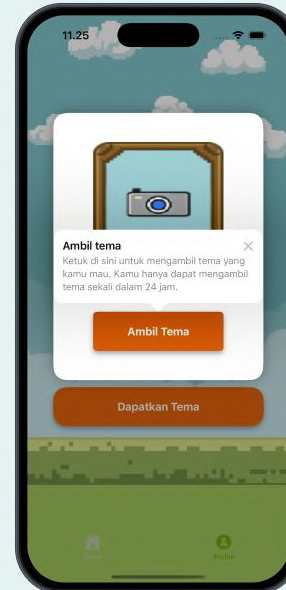 11.25
Ambil tema
Ketuk di sini untuk mengambil tema yang
kamu mau. Kamu hanya dapat mengambil
tema sekali dalam 24 jam.
Ambil Tema
Dapatkan Tema
Profile